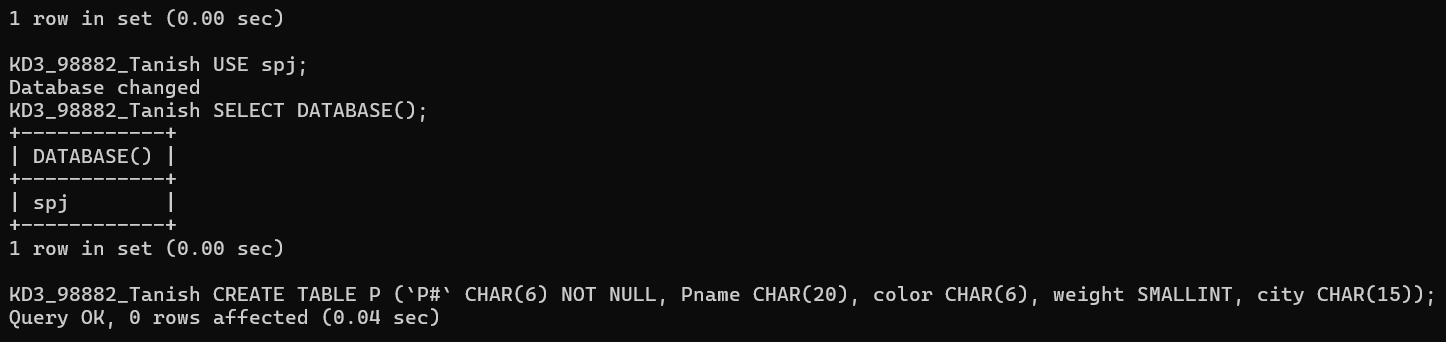 1 row in set (0.00 sec)
KD3_98882_Tanish USE spj;
Database changed
KD3_98882_Tanish SELECT DATABASE();
+------------+
| DATABASE() |
+------------+
| spj        |
+------------+
1 row in set (0.00 sec)
KD3_98882_Tanish CREATE TABLE P (`P#` CHAR(6) NOT NULL, Pname CHAR(20), color CHAR(6), weight SMALLINT, city CHAR(15));
Query OK, 0 rows affected (0.04 sec)